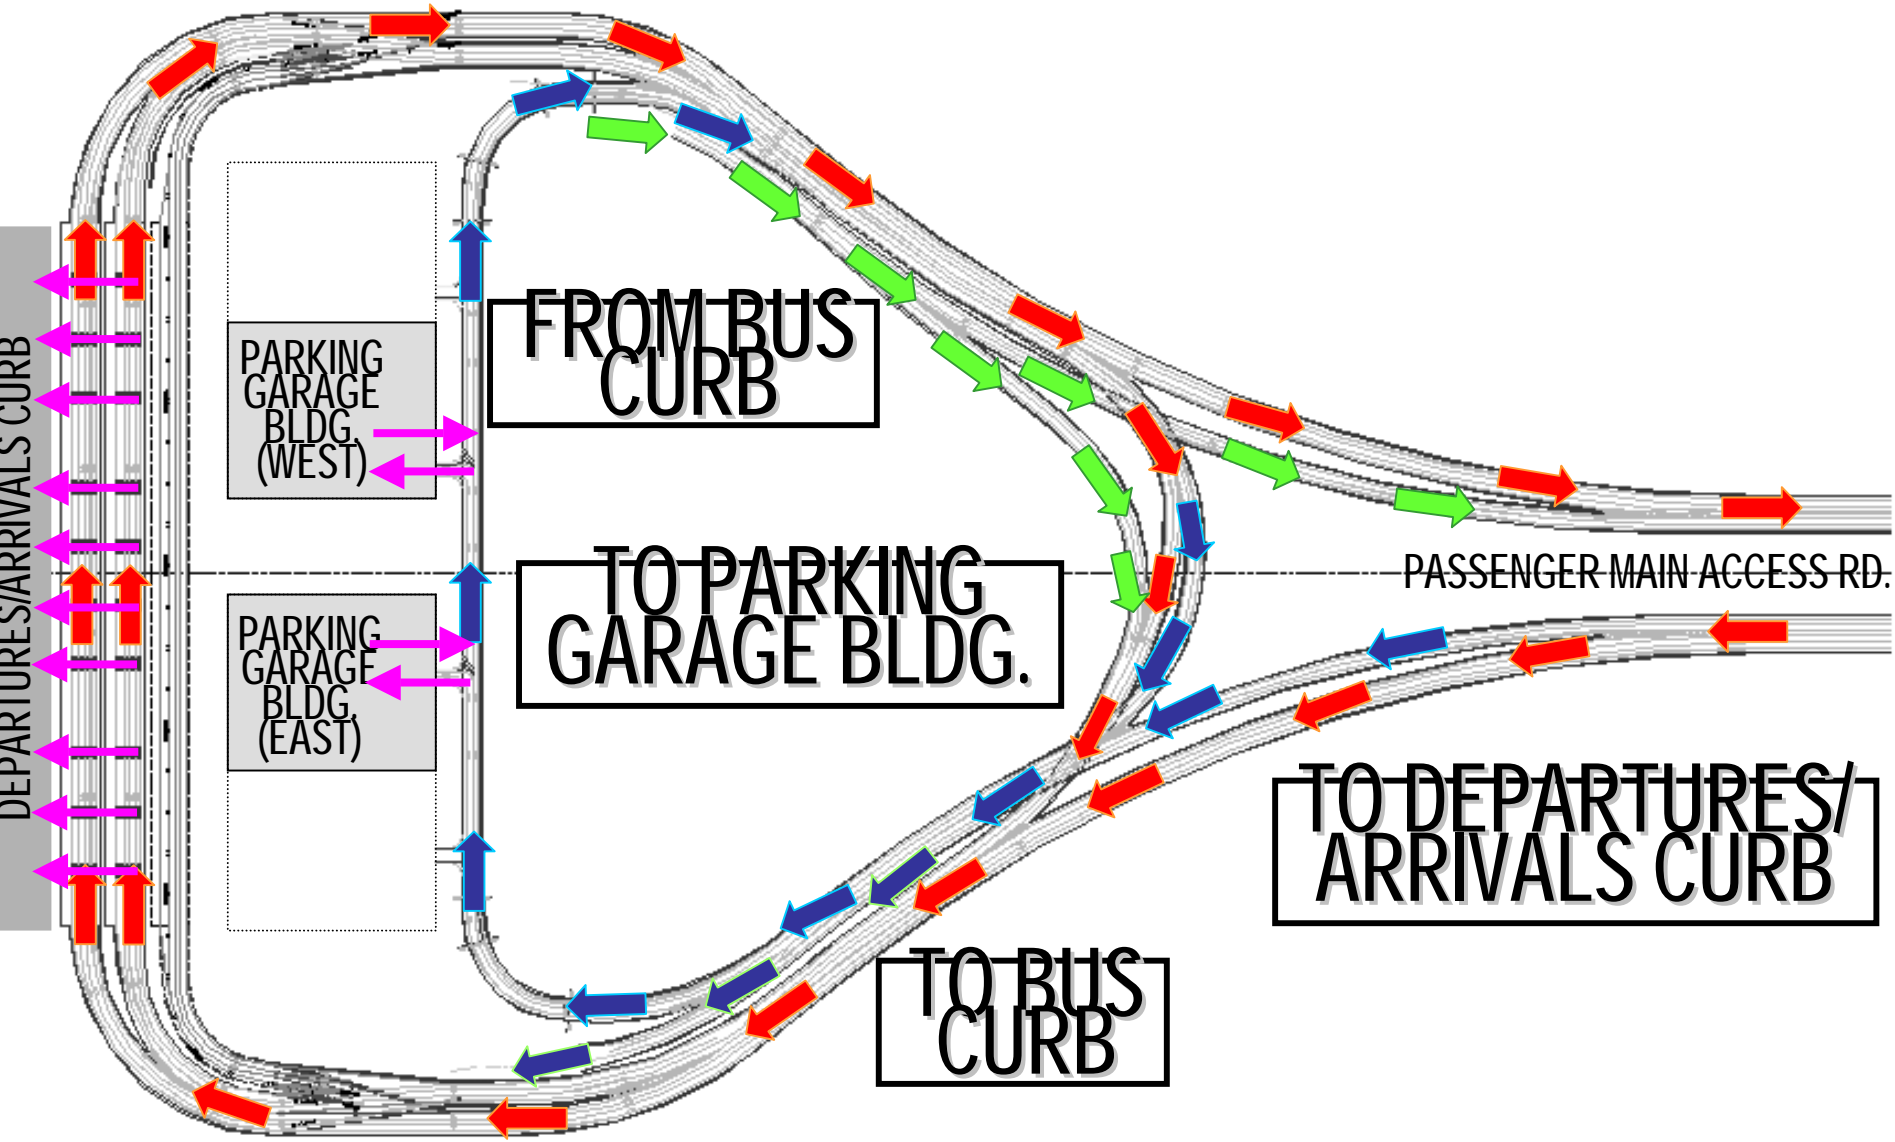 DEPARTURES/ARRIVALS CURB
PARKING
GARAGE
BLDG.
(WEST)
FROM BUS
CURB
TO PARKING
GARAGE BLDG.
PASSENGER MAIN ACCESS RD.
PARKING
GARAGE
BLDG.
(EAST)
TO DEPARTURES/
ARRIVALS CURB
TO BUS
CURB